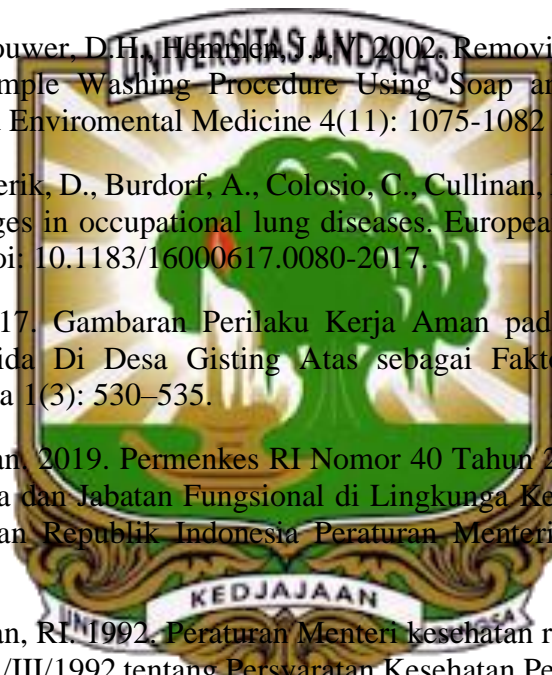 ouwer, D.H., Hemmen, J.J.V. 2002. Removi
UNIVERSITAS ANDALAS
mple Washing Procedure Using Soap an
Enviromental Medicine 4(11): 1075-1082
erik, D., Burdorf, A., Colosio, C., Cullinan,
ges in occupational lung diseases. Europea
oi: 10.1183/16000617.0080-2017.
17. Gambaran Perilaku Kerja Aman pad
ida Di Desa Gisting Atas sebagai Fakt
a 1(3): 530–535.
an. 2019. Permenkes RI Nomor 40 Tahun 2
a dan Jabatan Fungsional di Lingkunga Ke
an Republik Indonesia Peraturan Menteri
KEDJAJAAN
an, RI. 1992. Peraturan Menteri kesehatan r
/III/1992 tentang Persyaratan Kesehatan Pe